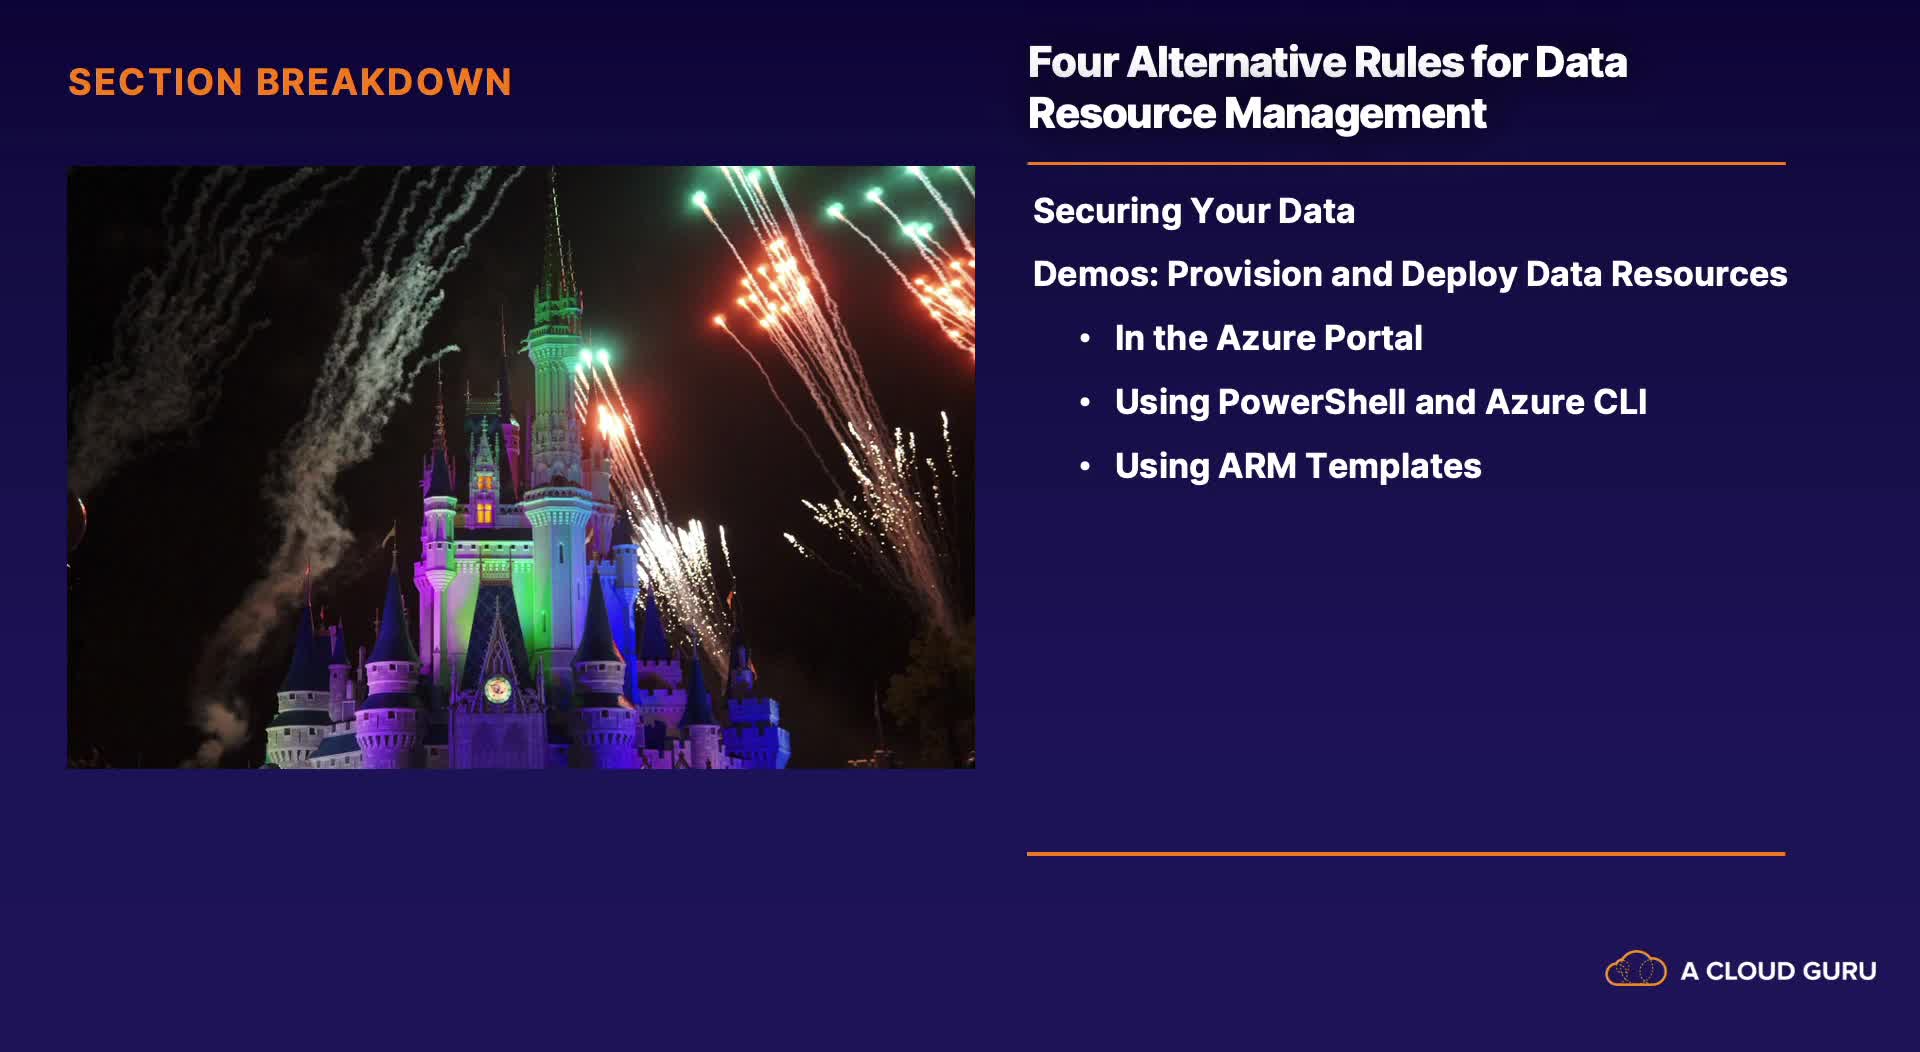 SECTION BREAKDOWN
Four Alternative Rules for Data
Resource Management
Securing Your Data
Demos: Provision and Deploy Data Resources
• In the Azure Portal
• Using PowerShell and Azure CLI
• Using ARM Templates
A CLOUD GURU